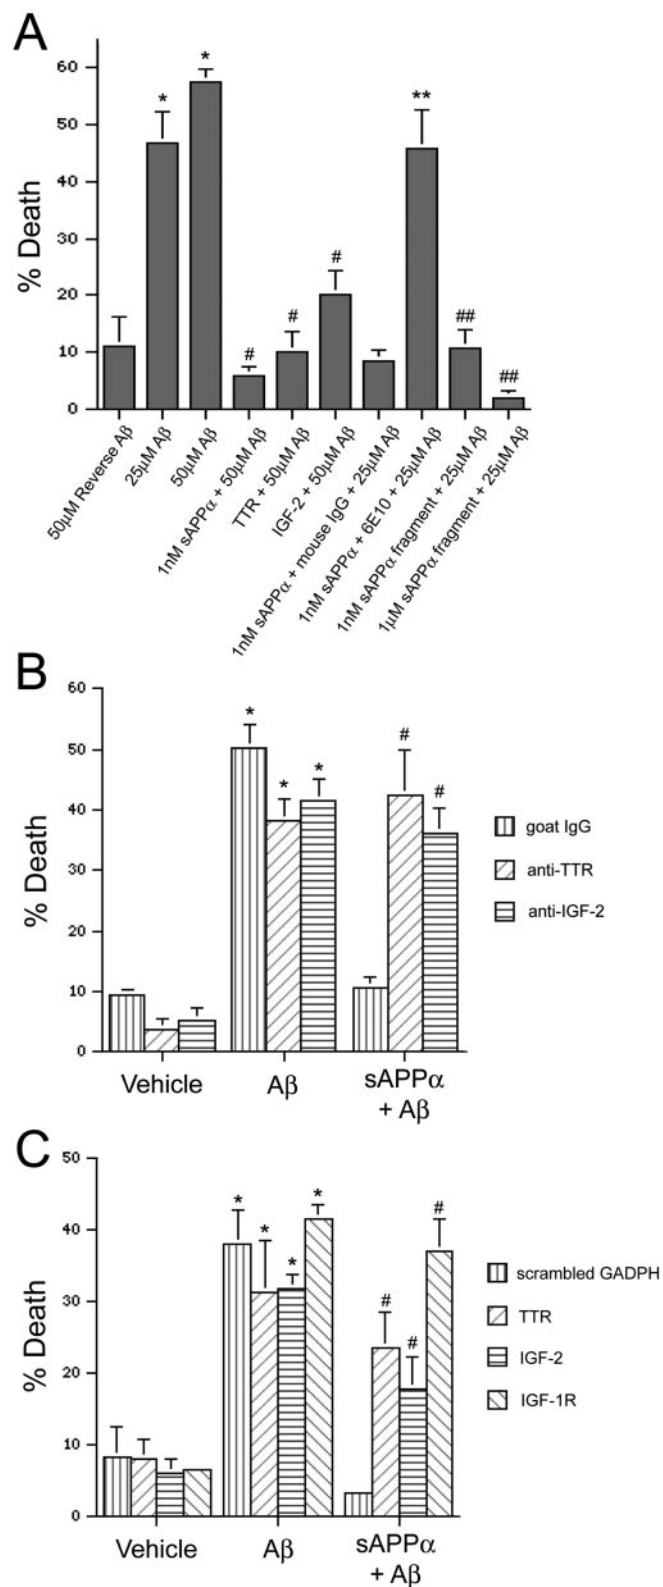 A
% Death
60
50
40
30
20
10
0
*
*
#
#
#
**
##
##
50µM Reverse Aβ
25µM Aβ
50µM Aβ
1nM sAPPα + 50µM Aβ
TTR + 50µM Aβ
IGF-2 + 50µM Aβ
1nM sAPPα + mouse IgG + 25µM Aβ
1nM sAPPα + 6E10 + 25µM Aβ
1nM sAPPα fragment + 25µM Aβ
1µM sAPPα fragment + 25µM Aβ
B
% Death
60
50
40
30
20
10
0
*
*
*
#
#
goat IgG
anti-TTR
anti-IGF-2
Vehicle
Aβ
sAPPα
+ Aβ
C
% Death
50
40
30
20
10
0
*
*
*
*
#
#
#
scrambled GADPH
TTR
IGF-2
IGF-1R
Vehicle
Aβ
sAPPα
+ Aβ